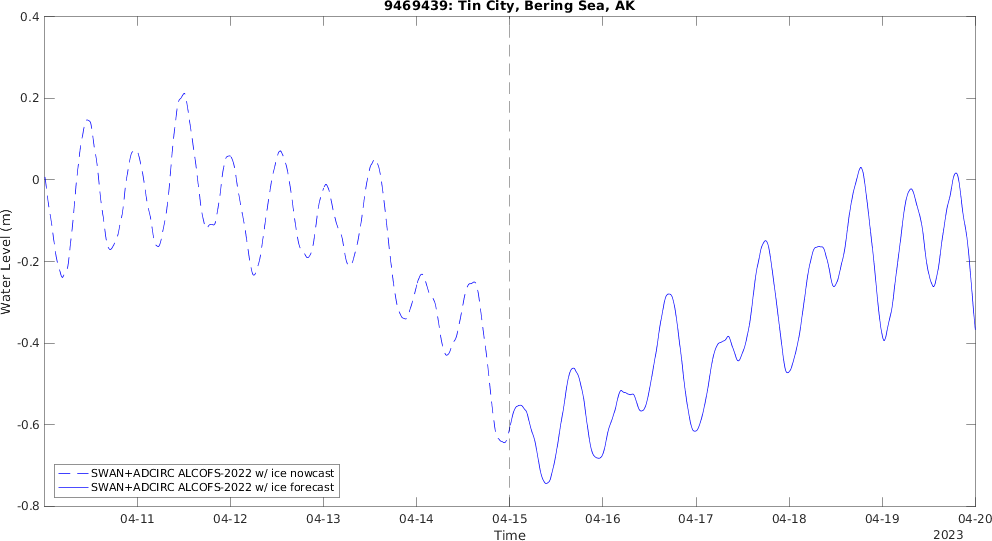 9469439: Tin City, Bering Sea, AK
0.4
0.2
0
-0.2
-0.4
-0.6
-0.8
Water Level (m)
SWAN+ADCIRC ALCOFS-2022 w/ ice nowcast
SWAN+ADCIRC ALCOFS-2022 w/ ice forecast
04-11 04-12 04-13 04-14 04-15 04-16 04-17 04-18 04-19 04-20
Time
2023